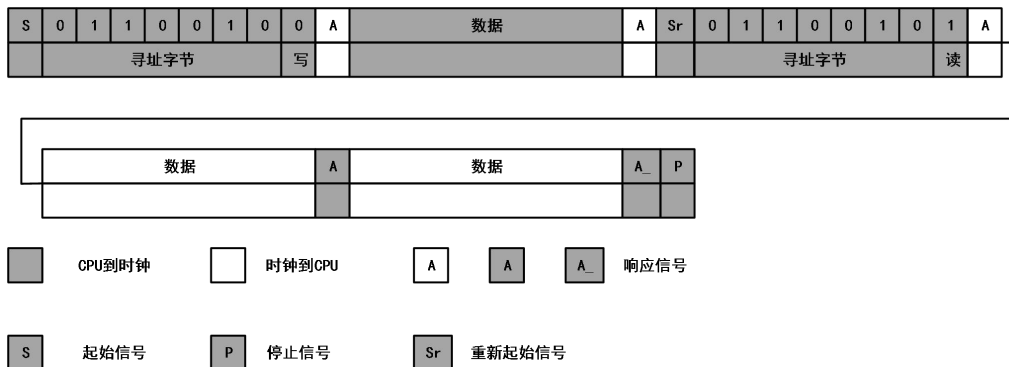 S 0 1 1 0 0 1 0 0 A 数据 A Sr 0 1 1 0 0 1 0 1 A
寻址字节 写 寻址字节 读
数据 A 数据 A_ P
CPU到时钟 时钟到CPU A A A_ 响应信号
S 起始信号 P 停止信号 Sr 重新起始信号